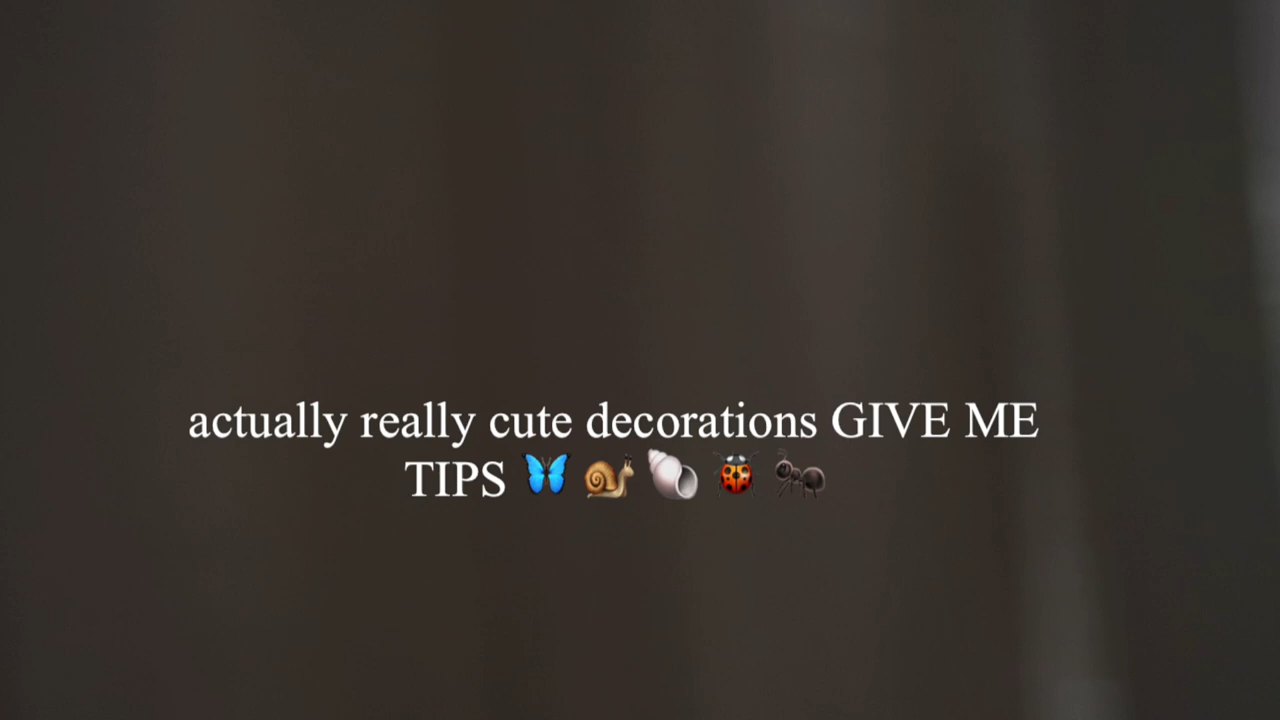 actually really cute decorations GIVE ME
TIPS 🦋 🐌 🐚 🐞 🐜